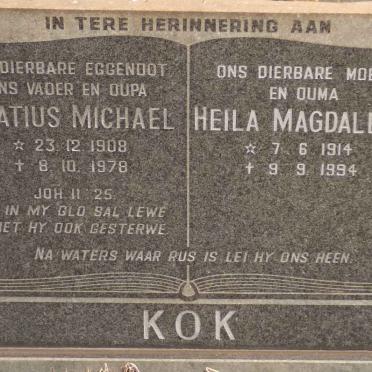 IN TERE HERINNERING AAN
DIERBARE EGGENOOT
NS VADER EN OUPA
ATIUS MICHAEL
☆ 23.12.1908
✝ 8.10.1978
JOH 11:25
IN MY GLO SAL LEWE
ET HY OOK GESTERWE
ONS DIERBARE MOE
EN OUMA
HEILA MAGDALE
☆ 7.6.1914
✝ 9.9.1994
NA WATERS WAAR RUS IS LEI HY ONS HEEN.
KOK